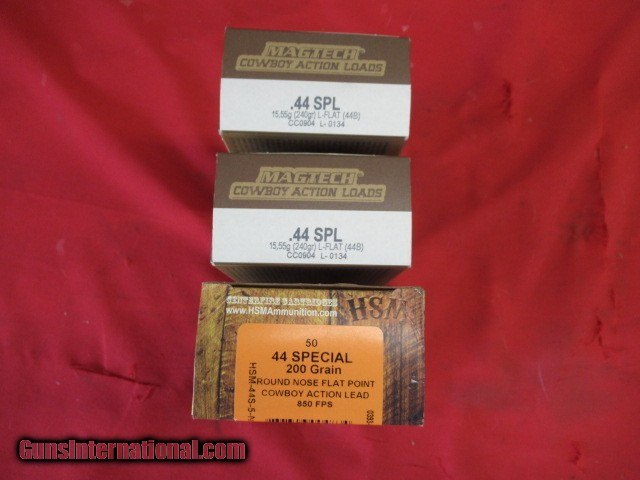 MAGTECH
COWBOY ACTION LOADS
.44 SPL
15,55g (240gr) L-FLAT (44B)
CC0904 L- 0134
MAGTECH
COWBOY ACTION LOADS
.44 SPL
15,55g (240gr) L-FLAT (44B)
CC0904 L- 0134
CENTERFIRE CARTRIDGES
www.HSMAmmunition.com
HSM
50
44 SPECIAL
200 Grain
ROUND NOSE FLAT POINT
COWBOY ACTION LEAD
850 FPS
GunsInternational.com